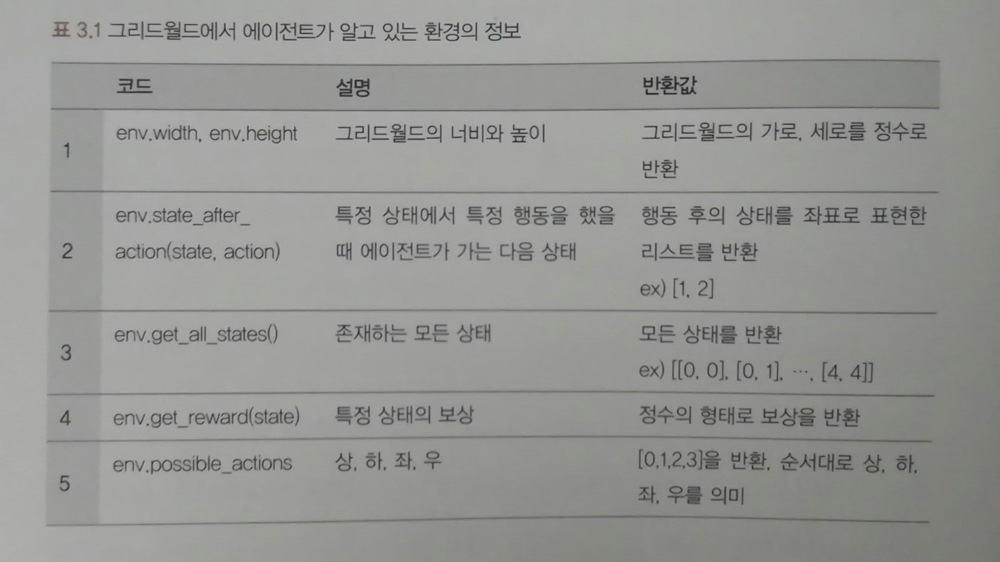 표 3.1 그리드월드에서 에이전트가 알고 있는 환경의 정보
코드 설명 반환값
1 env.width, env.height 그리드월드의 너비와 높이 그리드월드의 가로, 세로를 정수로
반환
2 env.state_after_ 특정 상태에서 특정 행동을 했을 행동 후의 상태를 좌표로 표현한
action(state, action) 때 에이전트가 가는 다음 상태 리스트를 반환
ex) [1, 2]
3 env.get_all_states() 존재하는 모든 상태 모든 상태를 반환
ex) [[0, 0], [0, 1], ⋯, [4, 4]]
4 env.get_reward(state) 특정 상태의 보상 정수의 형태로 보상을 반환
5 env.possible_actions 상, 하, 좌, 우 [0,1,2,3]을 반환, 순서대로 상, 하,
좌, 우를 의미